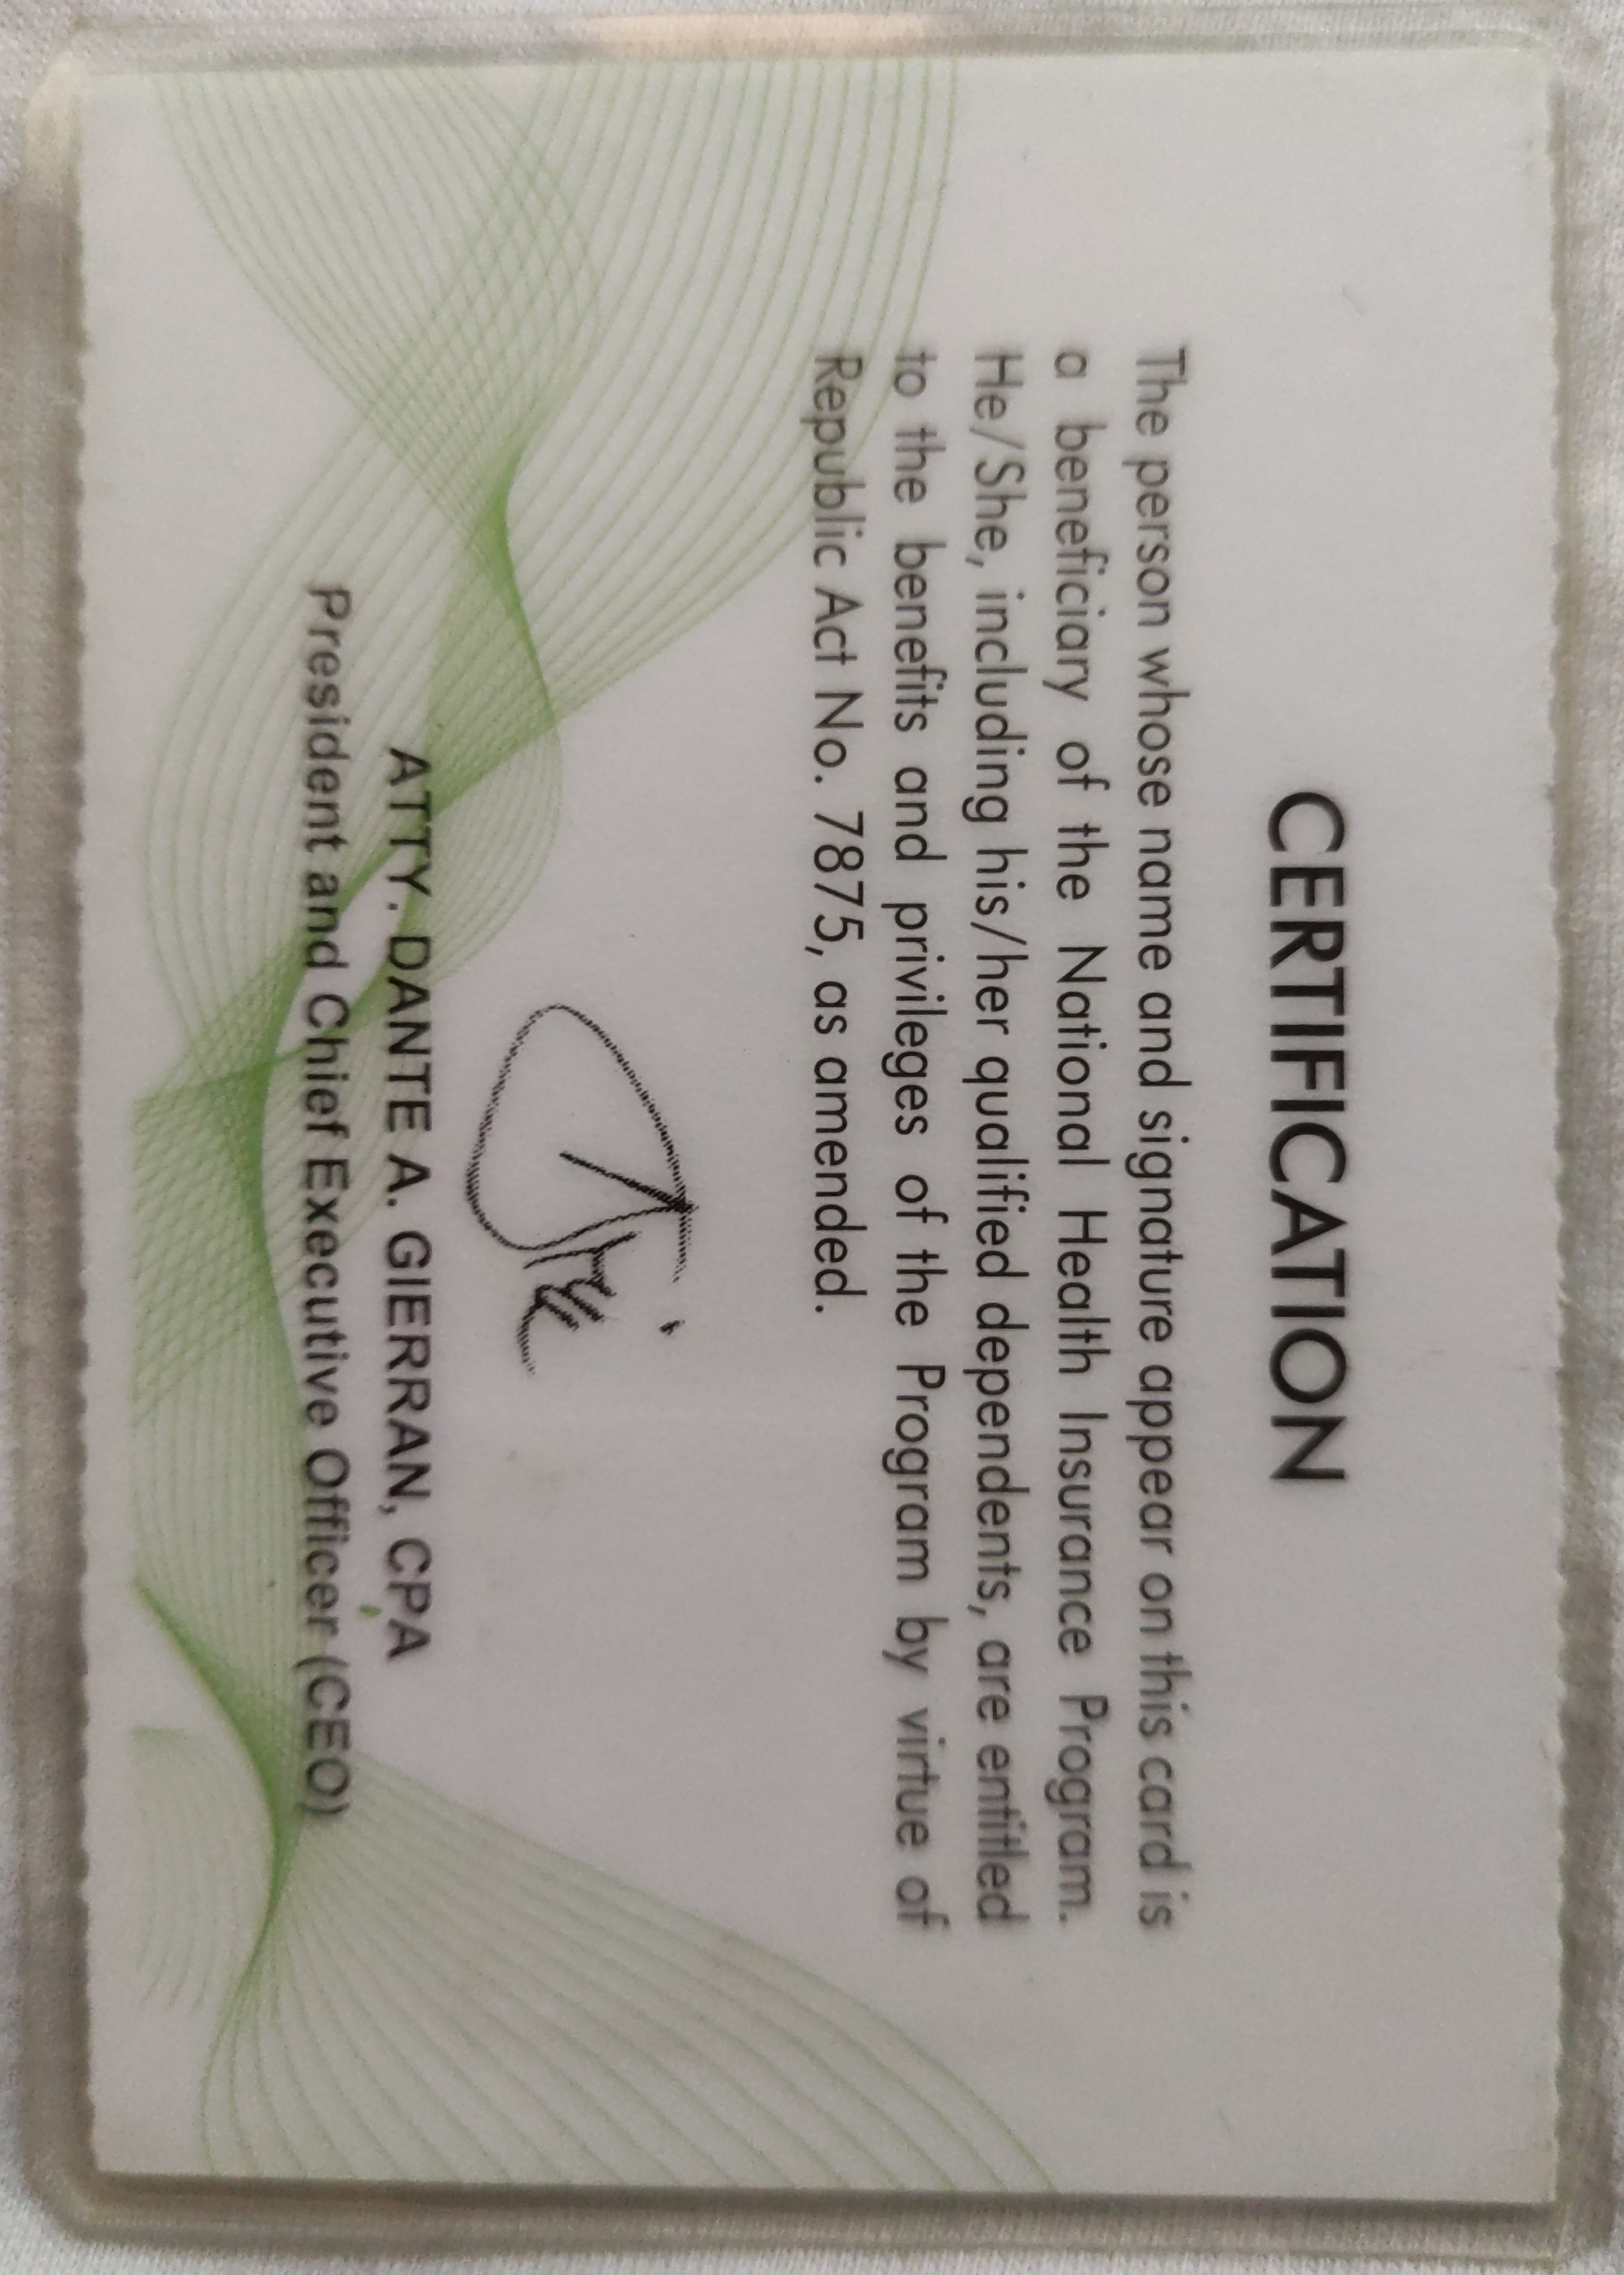 CERTIFICATION
The person whose name and signature appear on this card is
a beneficiary of the National Health Insurance Program.
He/She, including his/her qualified dependents, are entitled
to the benefits and privileges of the Program by virtue of
Republic Act No. 7875, as amended.
ATTY. DANTE A. GIERRAN, CPA
President and Chief Executive Officer (CEO)